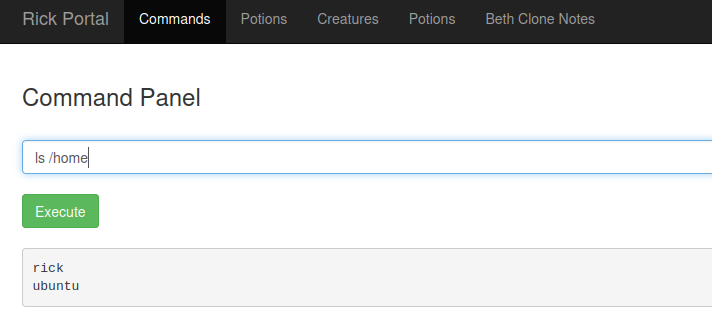 Rick Portal Commands Potions Creatures Potions Beth Clone Notes
Command Panel
ls /home
Execute
rick
ubuntu